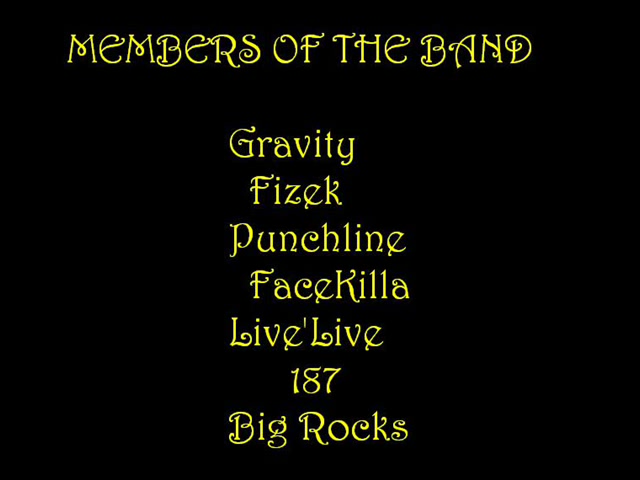 MEMBERS OF THE BAND
Gravity
Fizek
Punchline
FaceKilla
Live'Live
187
Big Rocks